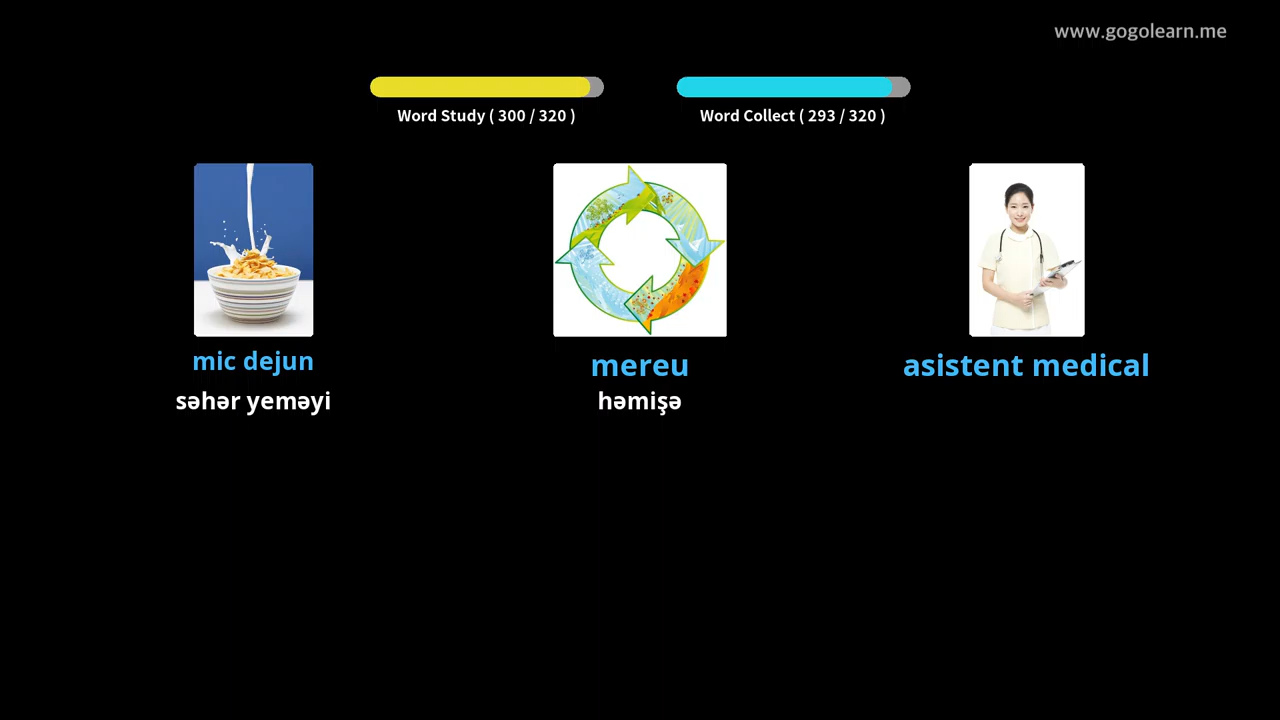 www.gogolearn.me
Word Study ( 300 / 320 )
Word Collect ( 293 / 320 )
mic dejun
mereu
asistent medical
səhər yeməyi
həmişə